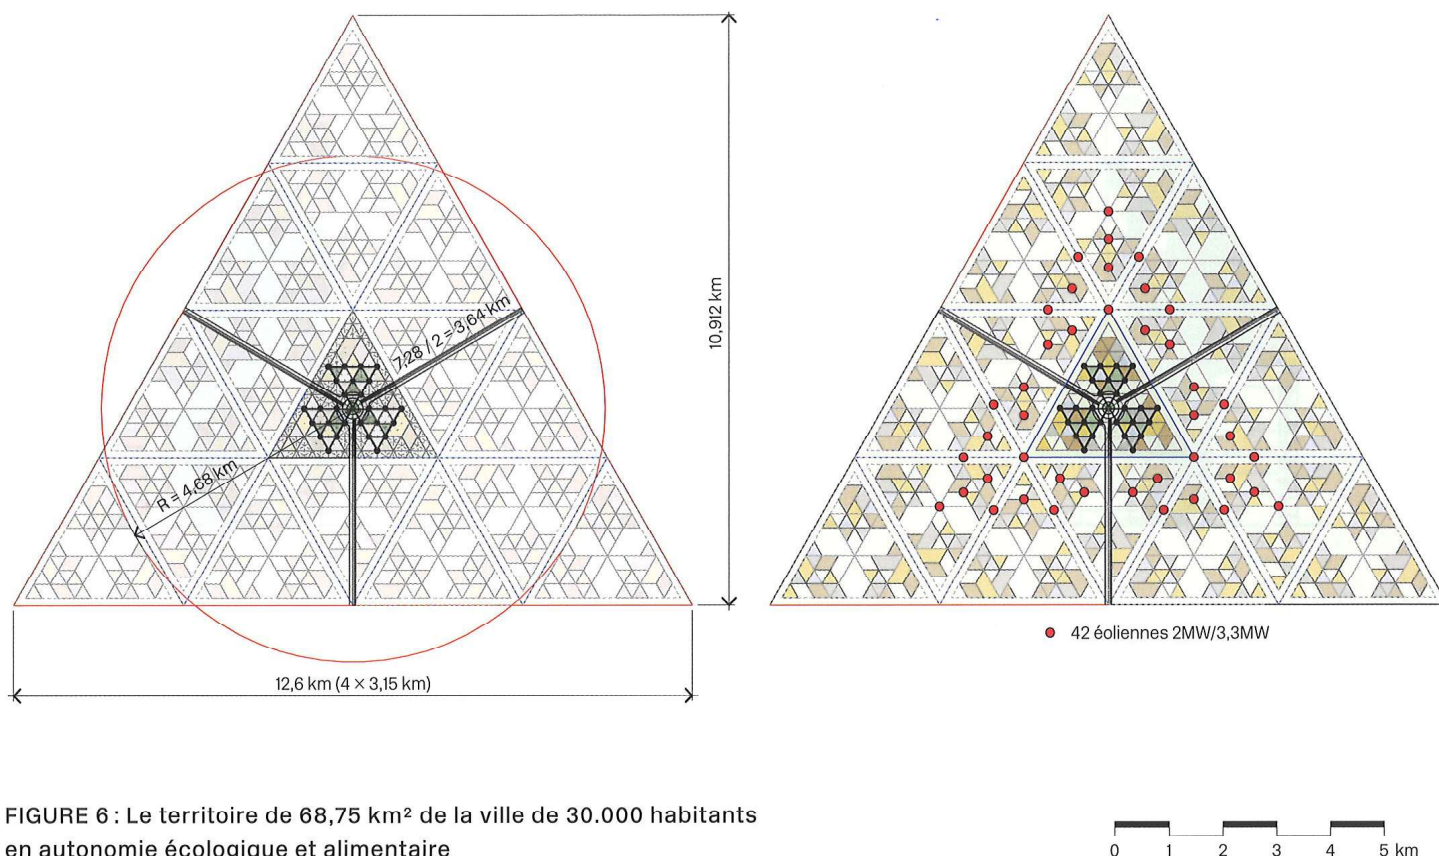 7,28 / 2 = 3,64 km
10,912 km
R = 4,68 km
42 éoliennes 2MW/3,3MW
12,6 km (4 × 3,15 km)
FIGURE 6 : Le territoire de 68,75 km² de la ville de 30.000 habitants
en autonomie écologique et alimentaire
0 1 2 3 4 5 km